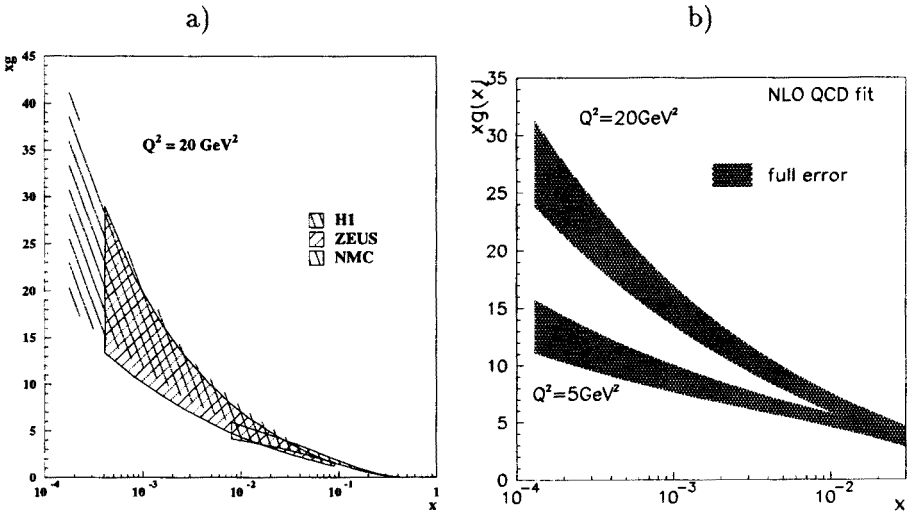 a)
xg
45
40
35
30
25
20
15
10
5
0
Q² = 20 GeV²
H1
ZEUS
NMC
10⁻⁴
10⁻³
10⁻²
10⁻¹
1
x
b)
xg(x)
35
30
25
20
15
10
5
0
NLO QCD fit
Q²=20GeV²
full error
Q²=5GeV²
10⁻⁴
10⁻³
10⁻²
x